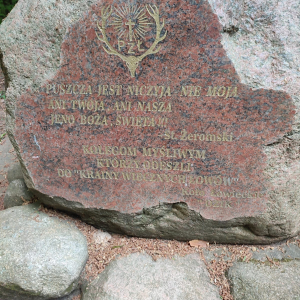 PZŁ
PUSZCZA JEST NICZYJA NIE MOJA
ANI TWOJA, ANI NASZA
JENO BOŻA, ŚWIĘTA !!
St. Żeromski
KOLEGOM MYŚLIWYM
KTÓRZY ODESZLI
DO "KRAINY WIECZNYCH ŁOWÓW"